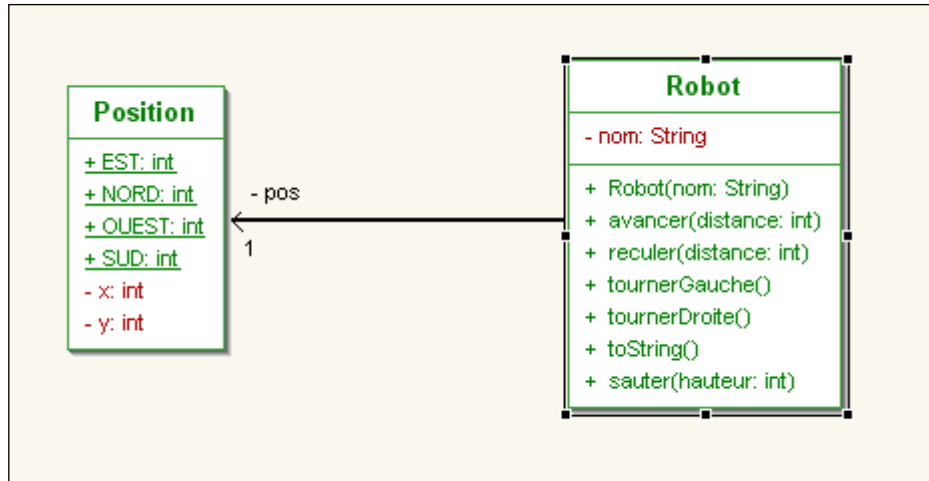 Position
+ EST: int
+ NORD: int
+ OUEST: int
+ SUD: int
- x: int
- y: int
- pos
1
Robot
- nom: String
+ Robot(nom: String)
+ avancer(distance: int)
+ reculer(distance: int)
+ tournerGauche()
+ tournerDroite()
+ toString()
+ sauter(hauteur: int)